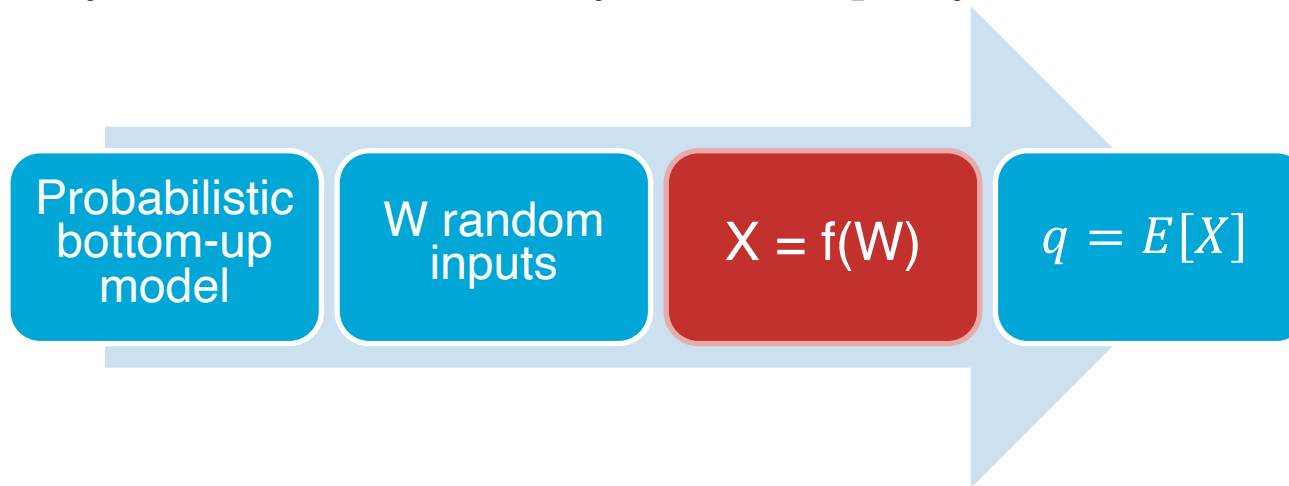 Probabilistic
bottom-up
model
W random
inputs
X = f(W)
q = E[X]